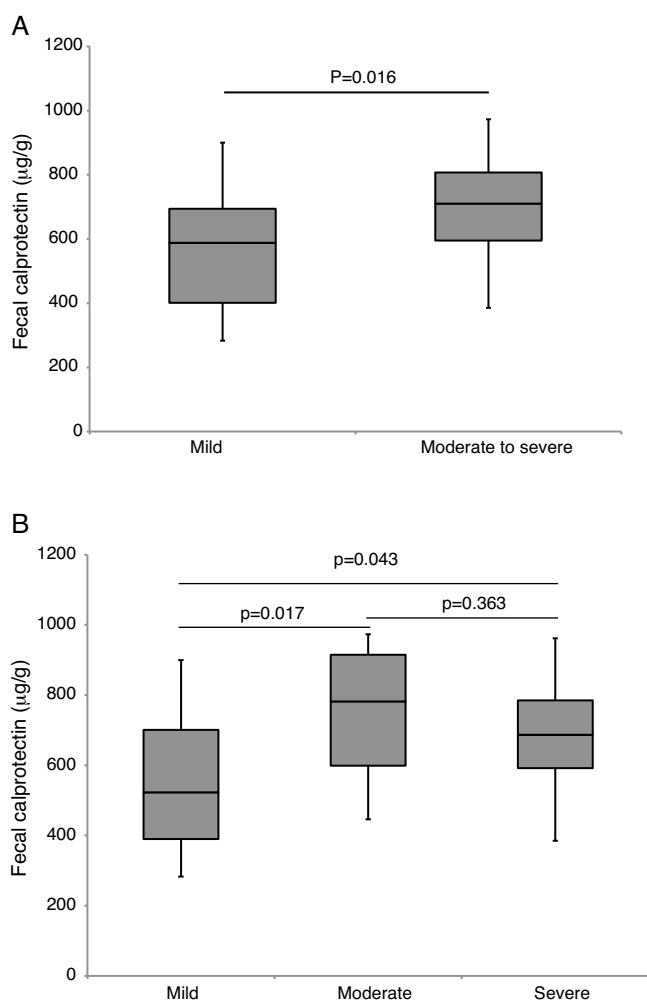 A
1200
P=0.016
1000
800
600
400
200
0
Fecal calprotectin (μg/g)
Mild Moderate to severe
B
1200
p=0.043
p=0.017 p=0.363
1000
800
600
400
200
0
Fecal calprotectin (μg/g)
Mild Moderate Severe